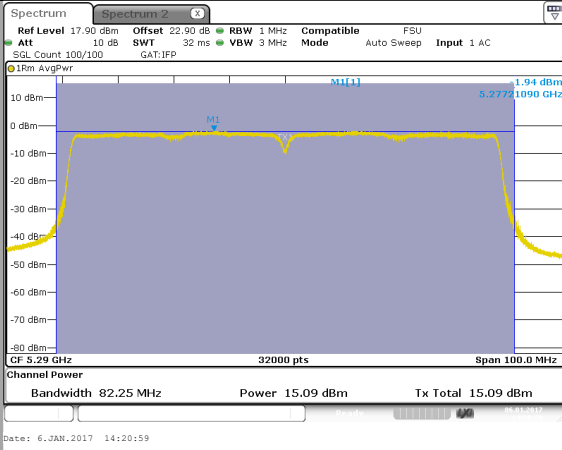 Spectrum
Spectrum 2
X
Ref Level 17.90 dBm Offset 22.90 dB RBW 1 MHz Compatible FSU
Att 10 dB SWT 32 ms VBW 3 MHz Mode Auto Sweep Input 1 AC
SGL Count 100/100 GAT:IFP
1Rm AvgPwr
M1[1] -1.94 dBm
5.27721090 GHz
10 dBm
M1
0 dBm
-10 dBm
-20 dBm
-30 dBm
-40 dBm
-50 dBm
-60 dBm
-70 dBm
-80 dBm
CF 5.29 GHz 32000 pts Span 100.0 MHz
Channel Power
Bandwidth 82.25 MHz Power 15.09 dBm Tx Total 15.09 dBm
Ready 06.01.2017
Date: 6.JAN.2017 14:20:59